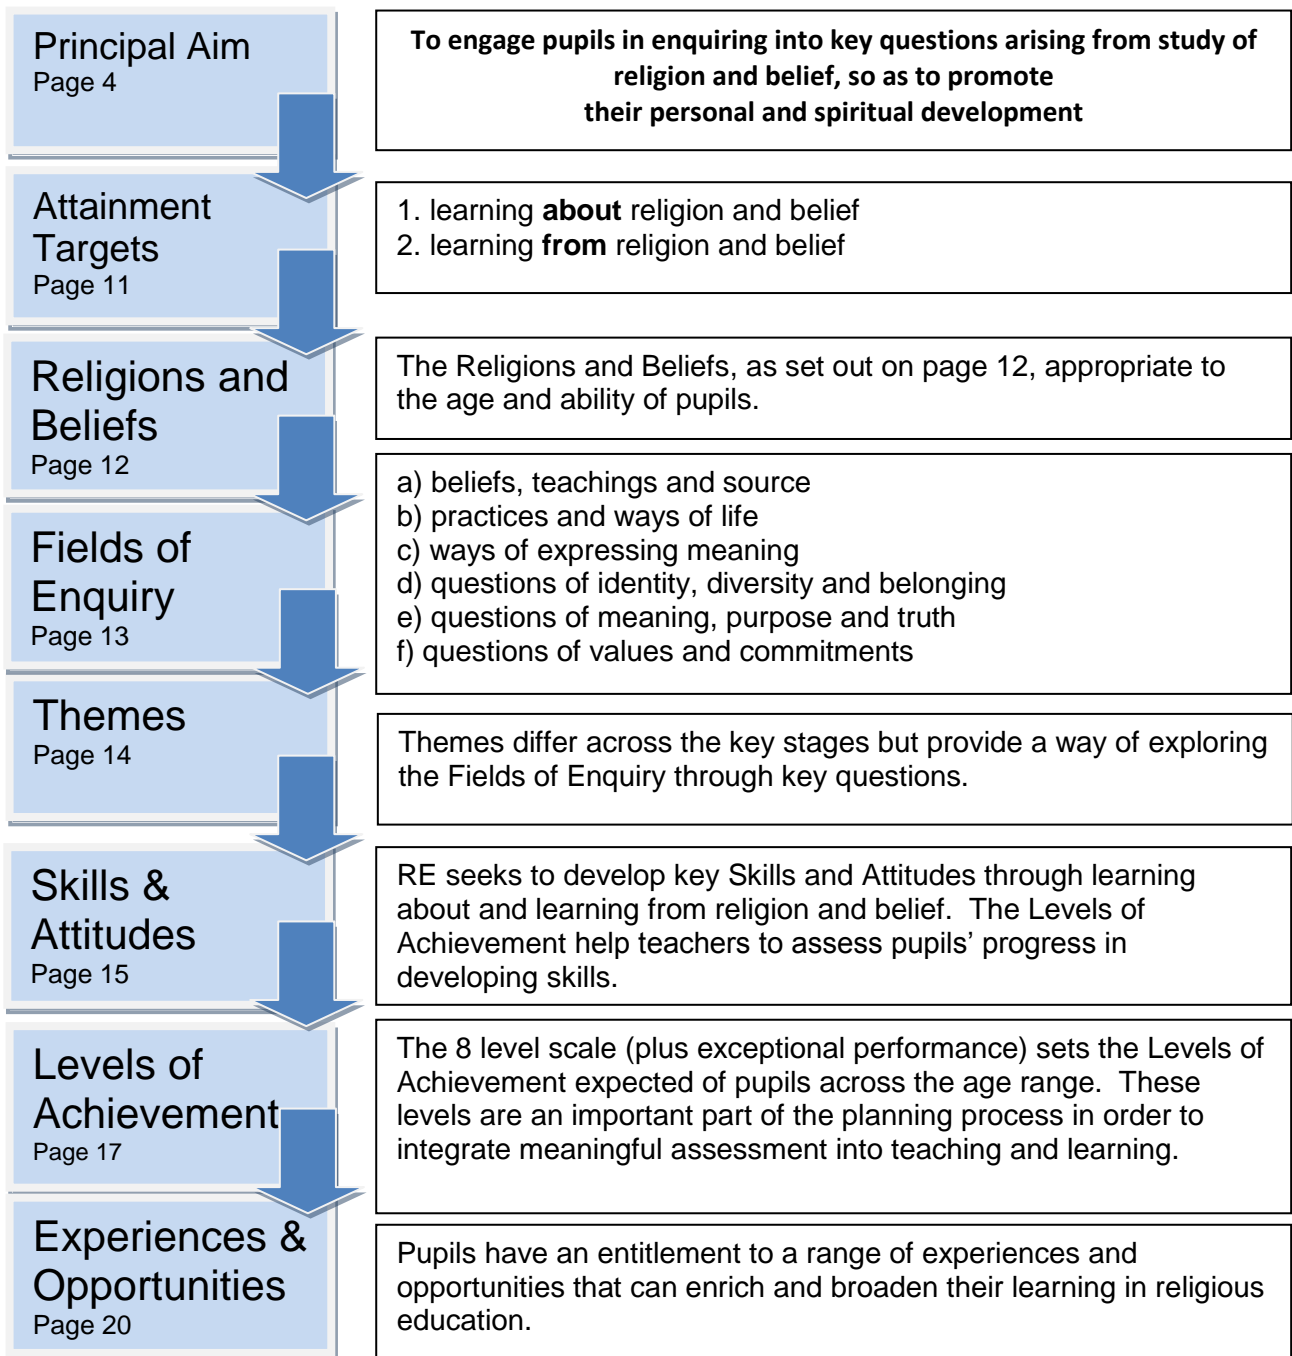 Principal Aim
Page 4
To engage pupils in enquiring into key questions arising from study of
religion and belief, so as to promote
their personal and spiritual development
Attainment
Targets
Page 11
1. learning about religion and belief
2. learning from religion and belief
Religions and
Beliefs
Page 12
The Religions and Beliefs, as set out on page 12, appropriate to
the age and ability of pupils.
Fields of
Enquiry
Page 13
a) beliefs, teachings and source
b) practices and ways of life
c) ways of expressing meaning
d) questions of identity, diversity and belonging
e) questions of meaning, purpose and truth
f) questions of values and commitments
Themes
Page 14
Themes differ across the key stages but provide a way of exploring
the Fields of Enquiry through key questions.
Skills &
Attitudes
Page 15
RE seeks to develop key Skills and Attitudes through learning
about and learning from religion and belief.  The Levels of
Achievement help teachers to assess pupils’ progress in
developing skills.
Levels of
Achievement
Page 17
The 8 level scale (plus exceptional performance) sets the Levels of
Achievement expected of pupils across the age range.  These
levels are an important part of the planning process in order to
integrate meaningful assessment into teaching and learning.
Experiences &
Opportunities
Page 20
Pupils have an entitlement to a range of experiences and
opportunities that can enrich and broaden their learning in religious
education.